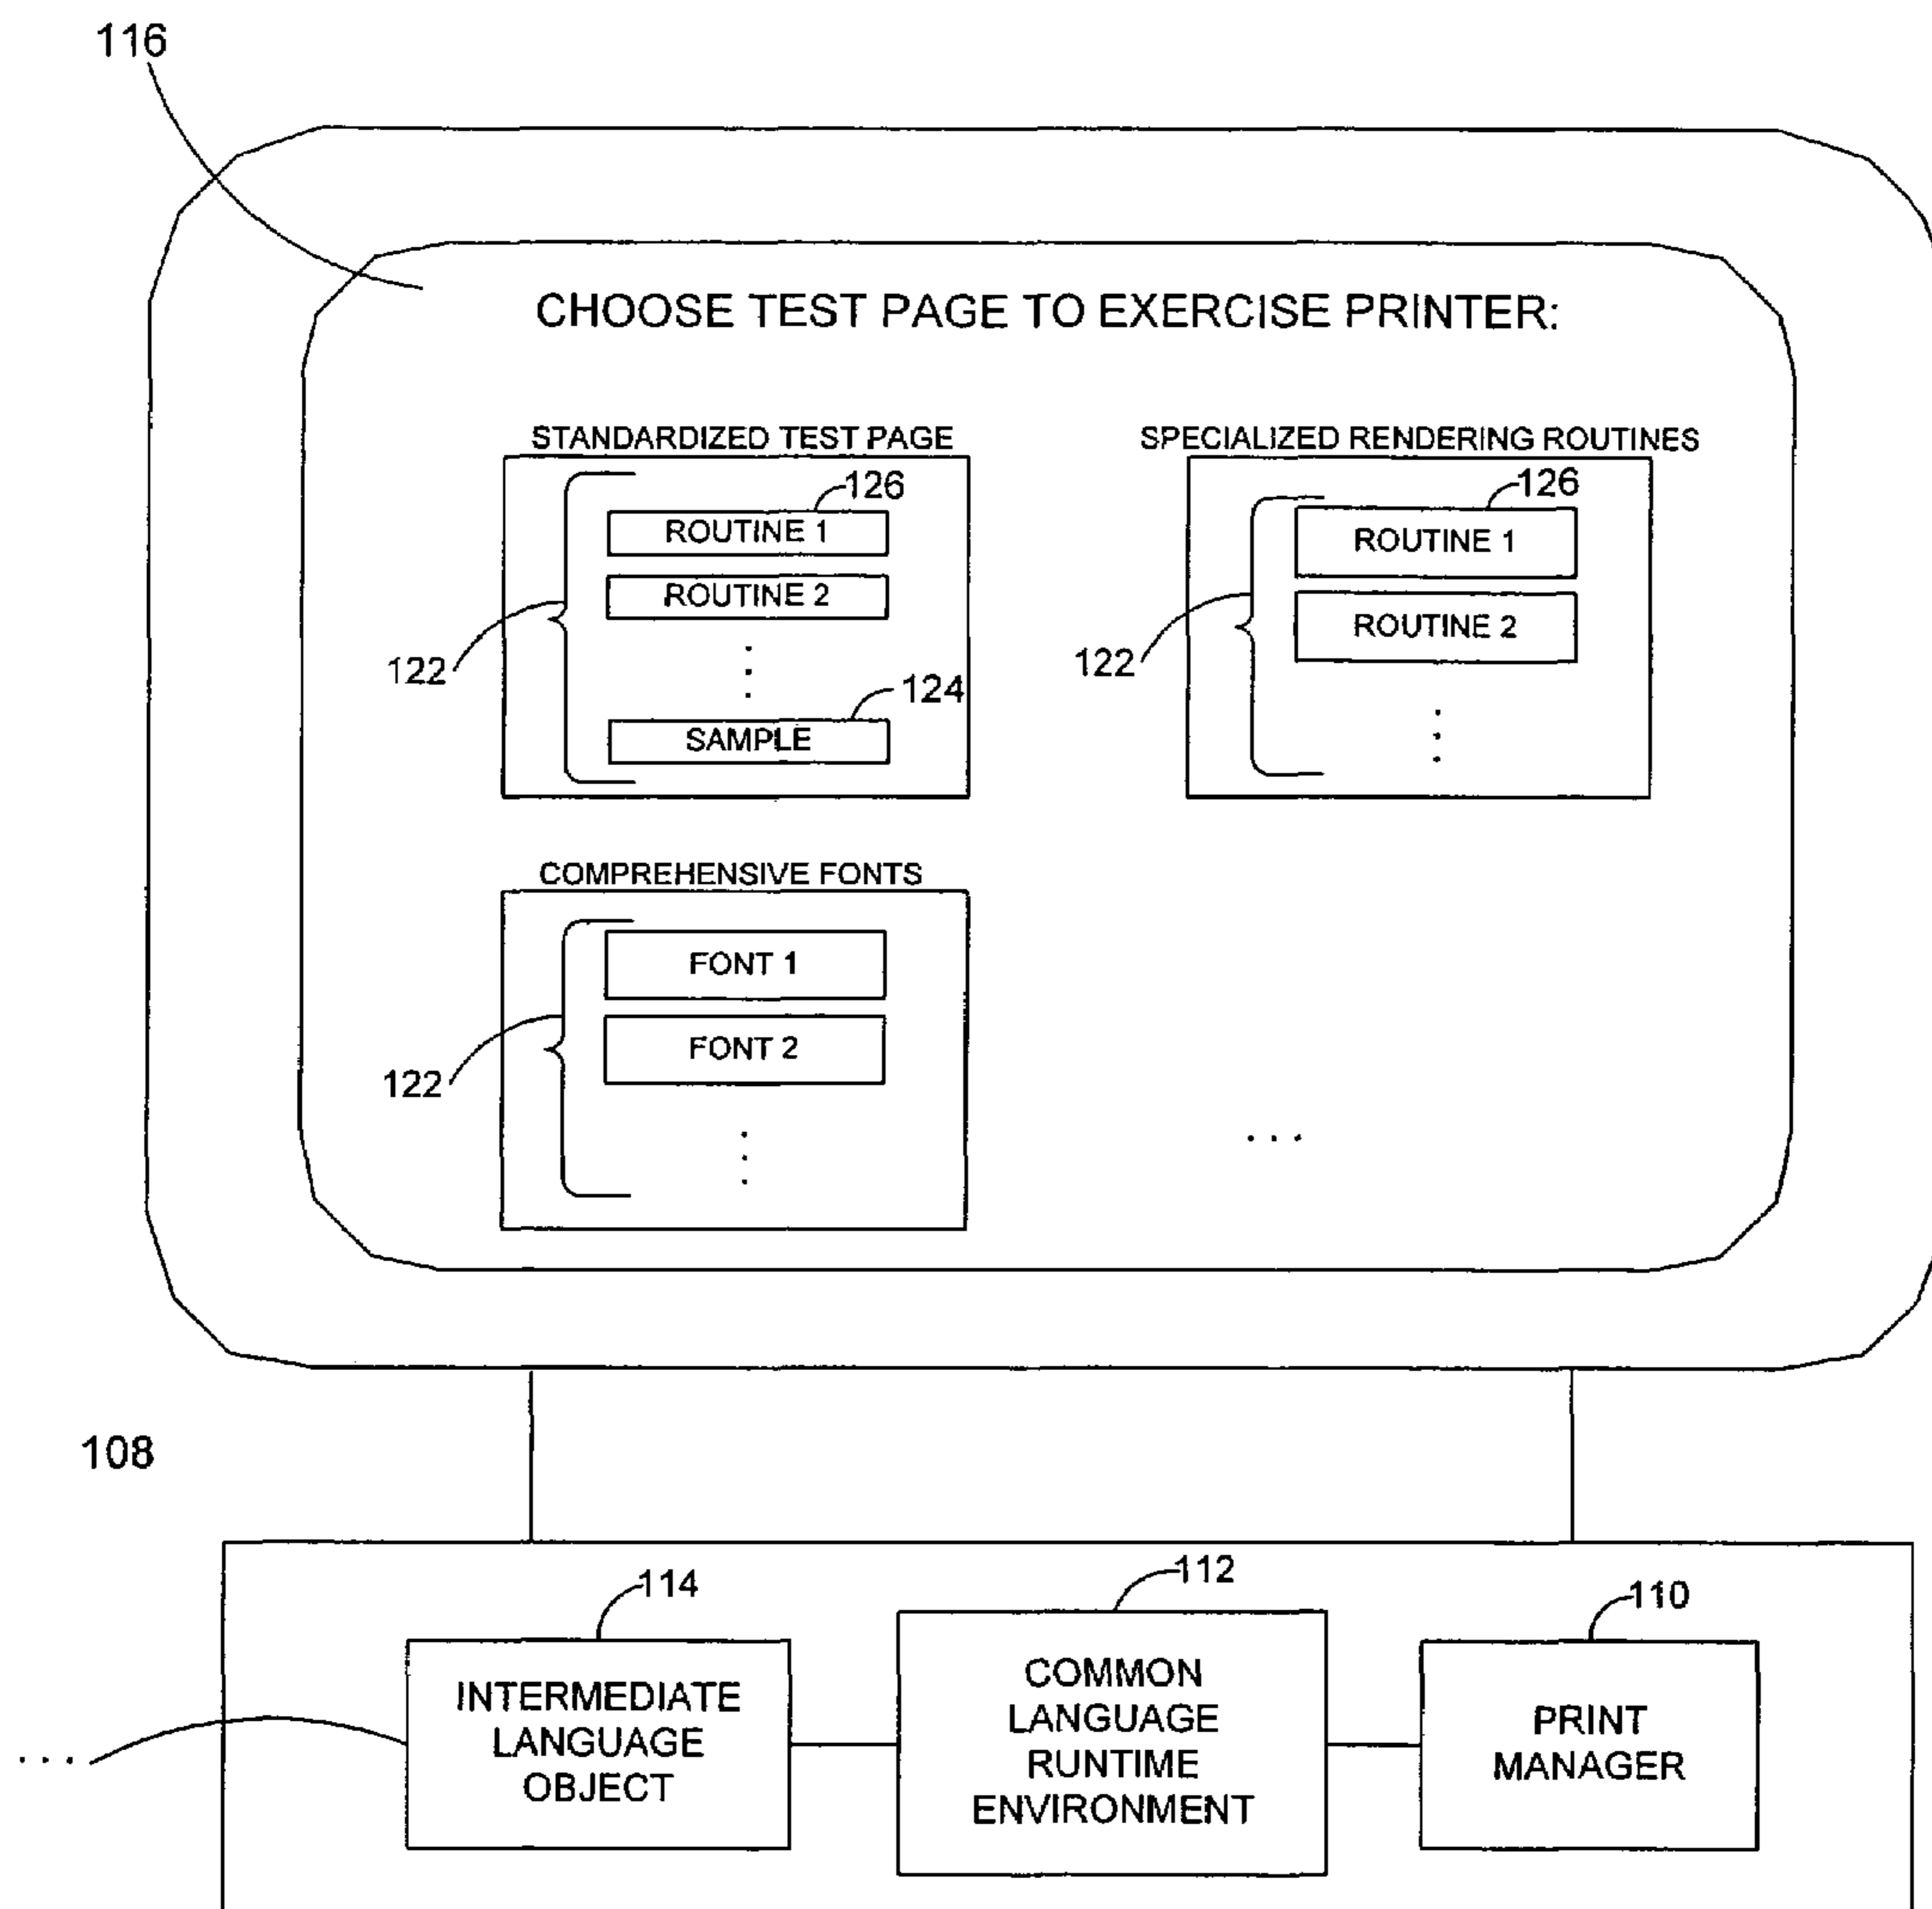 116
CHOOSE TEST PAGE TO EXERCISE PRINTER:
STANDARDIZED TEST PAGE
126
ROUTINE 1
ROUTINE 2
122
124
SAMPLE
SPECIALIZED RENDERING ROUTINES
126
ROUTINE 1
ROUTINE 2
122
COMPREHENSIVE FONTS
FONT 1
FONT 2
122
...
108
114
INTERMEDIATE
LANGUAGE
OBJECT
112
COMMON
LANGUAGE
RUNTIME
ENVIRONMENT
110
PRINT
MANAGER
...